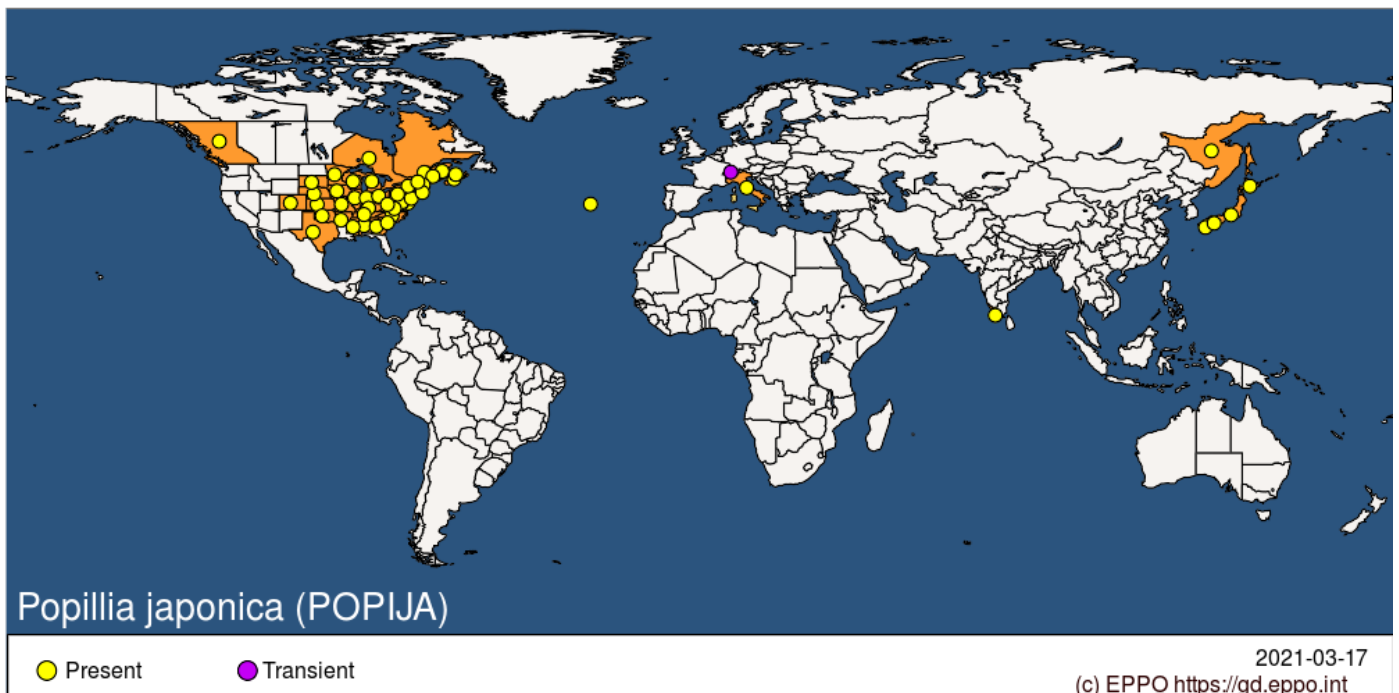 Popillia japonica (POPIJA)
Present
Transient
2021-03-17
(c) EPPO https://gd.eppo.int